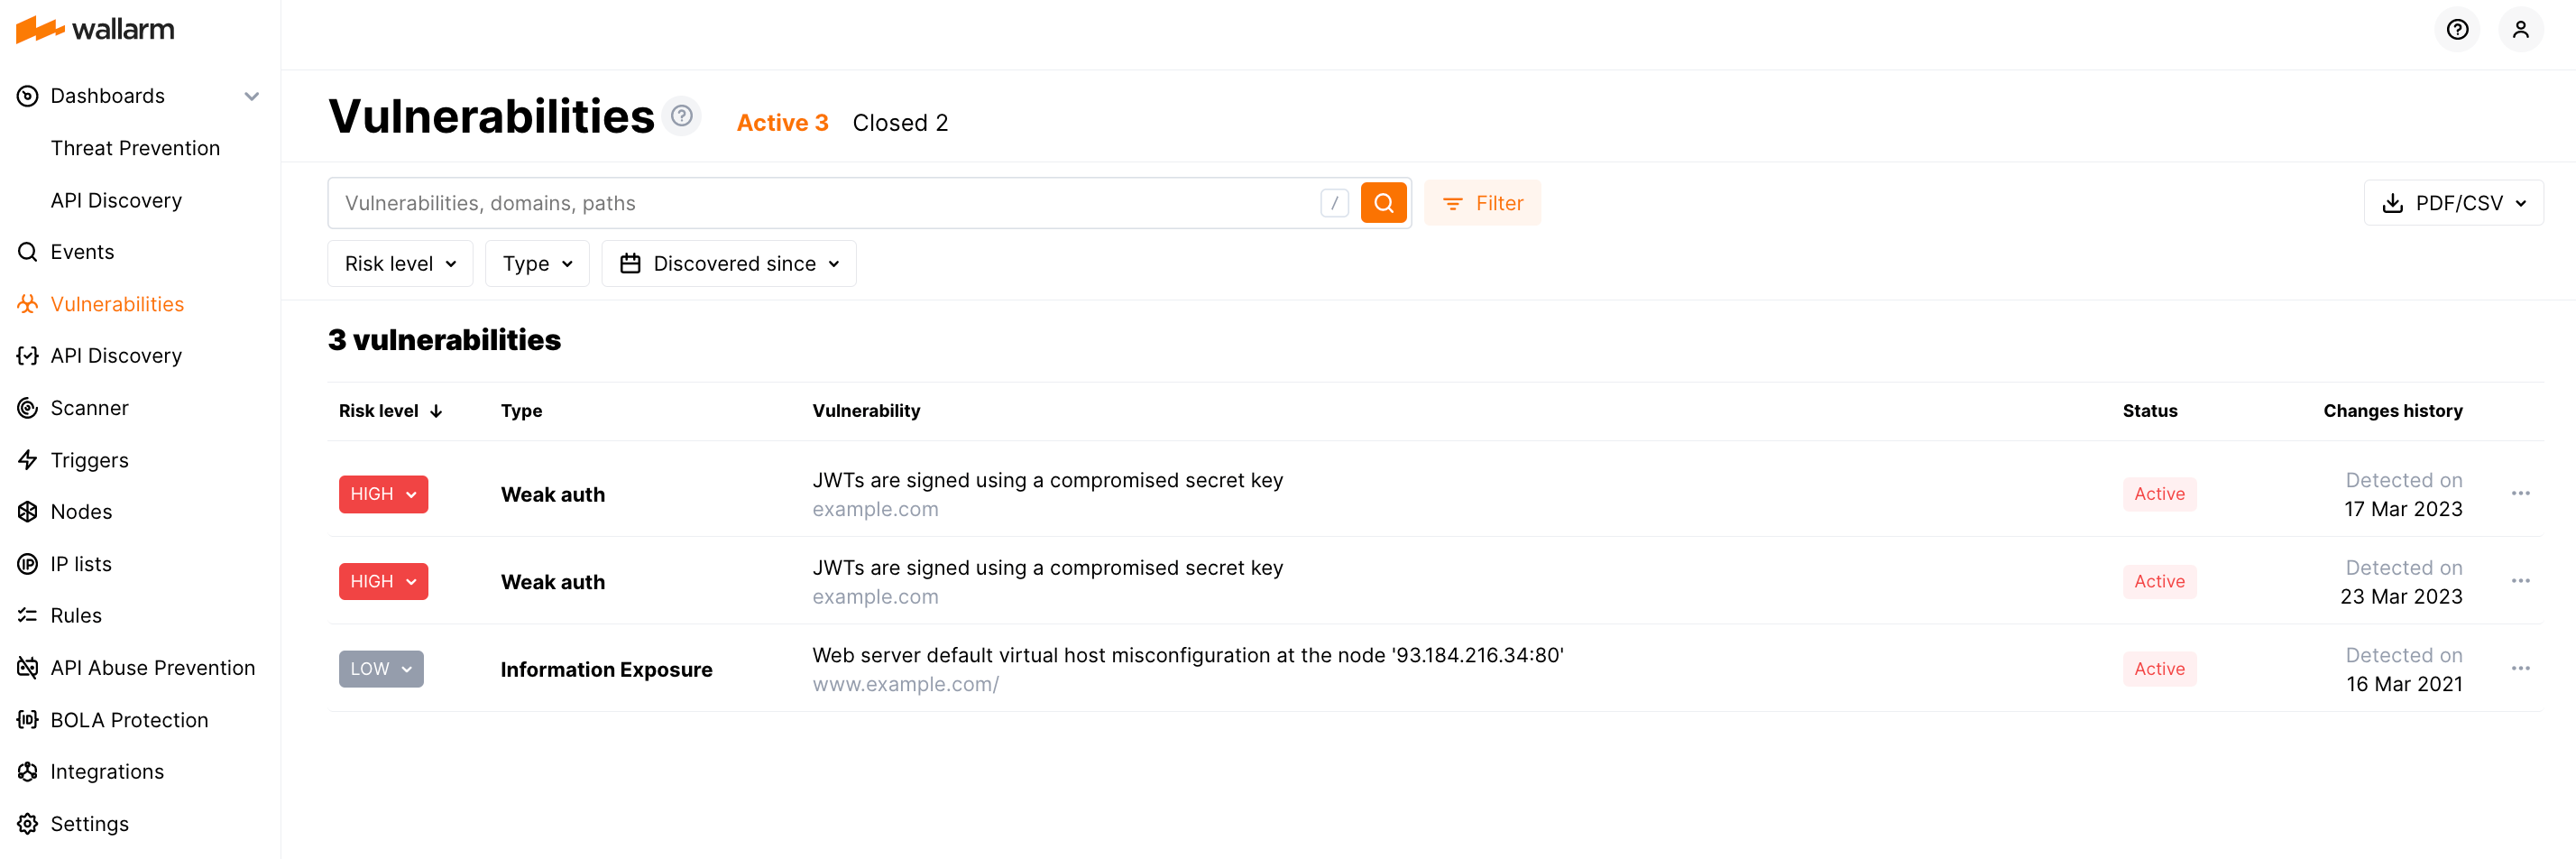 wallarm
Dashboards
Threat Prevention
API Discovery
Events
Vulnerabilities
API Discovery
Scanner
Triggers
Nodes
IP lists
Rules
API Abuse Prevention
BOLA Protection
Integrations
Settings
Vulnerabilities ? Active 3 Closed 2
Vulnerabilities, domains, paths / Filter PDF/CSV
Risk level Type Discovered since
3 vulnerabilities
Risk level Type Vulnerability Status Changes history
HIGH Weak auth JWTs are signed using a compromised secret key Active Detected on
example.com 17 Mar 2023
HIGH Weak auth JWTs are signed using a compromised secret key Active Detected on
example.com 23 Mar 2023
LOW Information Exposure Web server default virtual host misconfiguration at the node '93.184.216.34:80' Active Detected on
www.example.com/ 16 Mar 2021